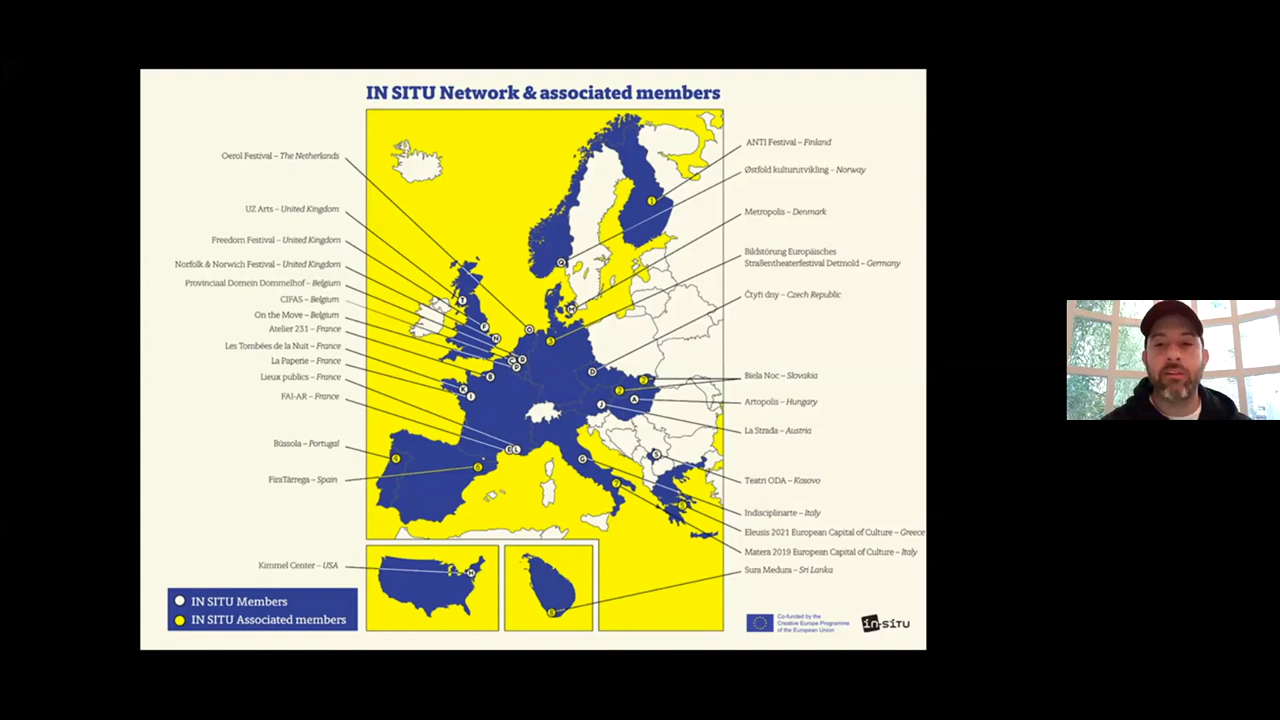 IN SITU Network & associated members
Oerol Festival – The Netherlands
UZ Arts – United Kingdom
Freedom Festival – United Kingdom
Norfolk & Norwich Festival – United Kingdom
Provinciaal Domein Dommelhof – Belgium
CIFAS – Belgium
On the Move – Belgium
Atelier 231 – France
Les Tombées de la Nuit – France
La Paperie – France
Lieux publics – France
FAI-AR – France
Bússola – Portugal
FiraTàrrega – Spain
Kimmel Center – USA
ANTI Festival – Finland
Østfold kulturutvikling – Norway
Metropolis – Denmark
Bildstörung Europäisches
Straßentheaterfestival Detmold – Germany
Čtyři dny – Czech Republic
Biela Noc – Slovakia
Artopolis – Hungary
La Strada – Austria
Teatri ODA – Kosovo
Indisciplinarte – Italy
Eleusis 2021 European Capital of Culture – Greece
Matera 2019 European Capital of Culture – Italy
Sura Medura – Sri Lanka
IN SITU Members
IN SITU Associated members
Co-funded by the
Creative Europe Programme
of the European Union
in-SITU